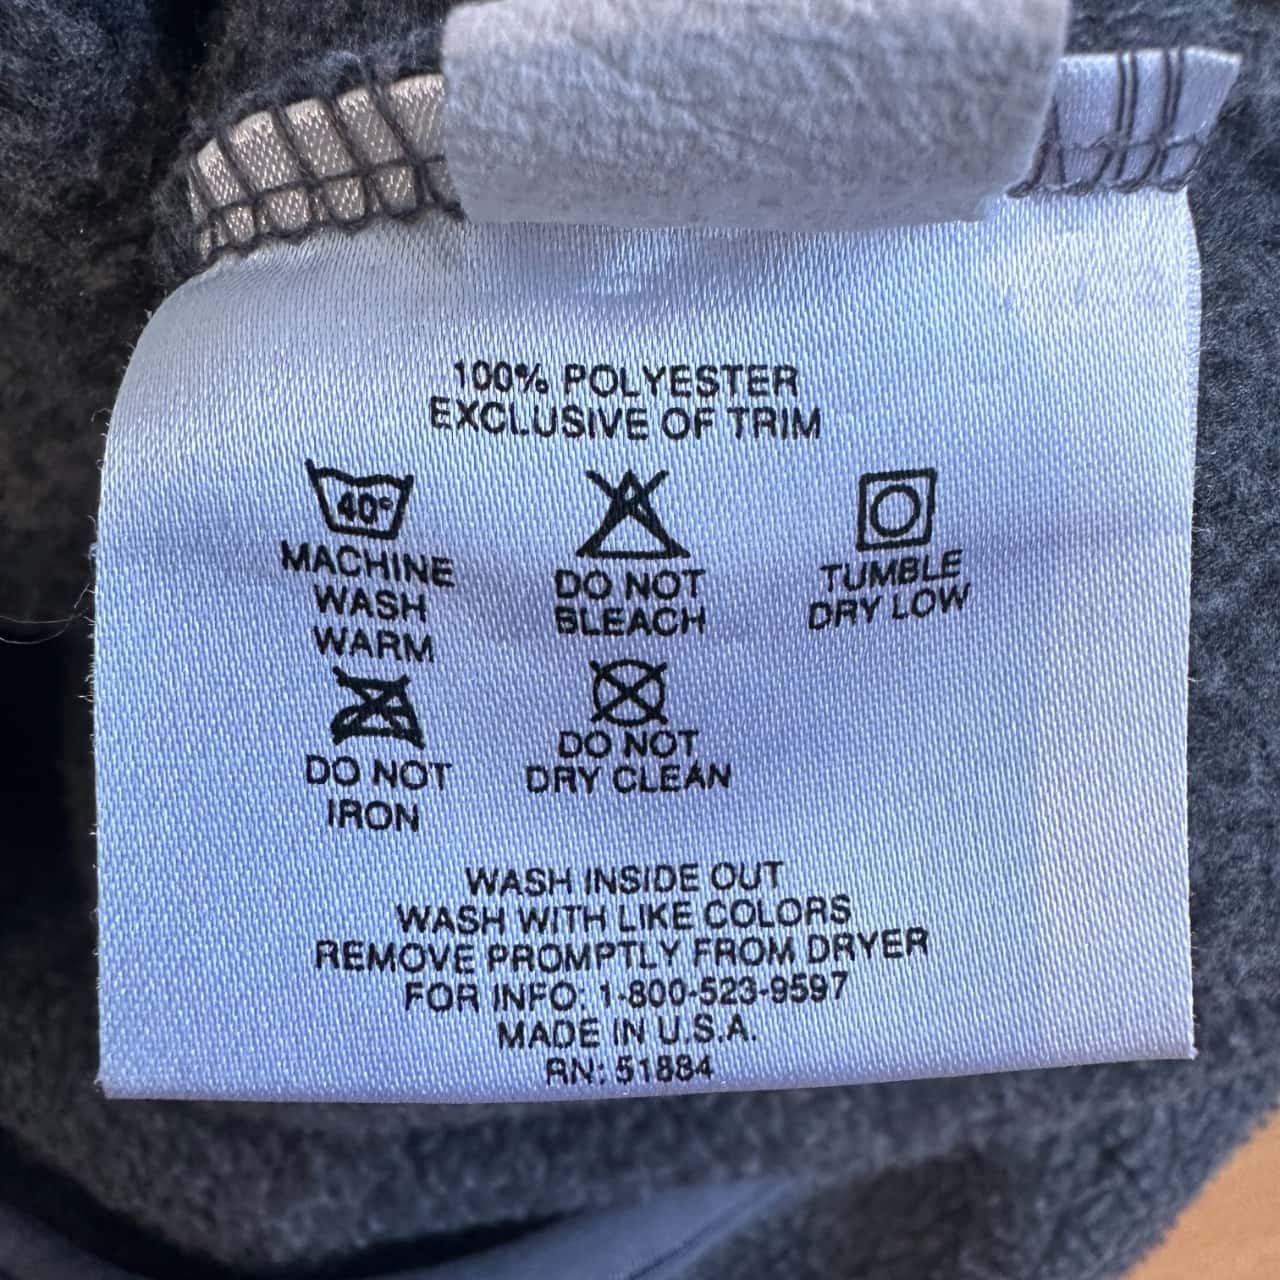 100% POLYESTER
EXCLUSIVE OF TRIM
40°
MACHINE
WASH
WARM
DO NOT
BLEACH
TUMBLE
DRY LOW
DO NOT
IRON
DO NOT
DRY CLEAN
WASH INSIDE OUT
WASH WITH LIKE COLORS
REMOVE PROMPTLY FROM DRYER
FOR INFO: 1-800-523-9597
MADE IN U.S.A.
RN: 51884